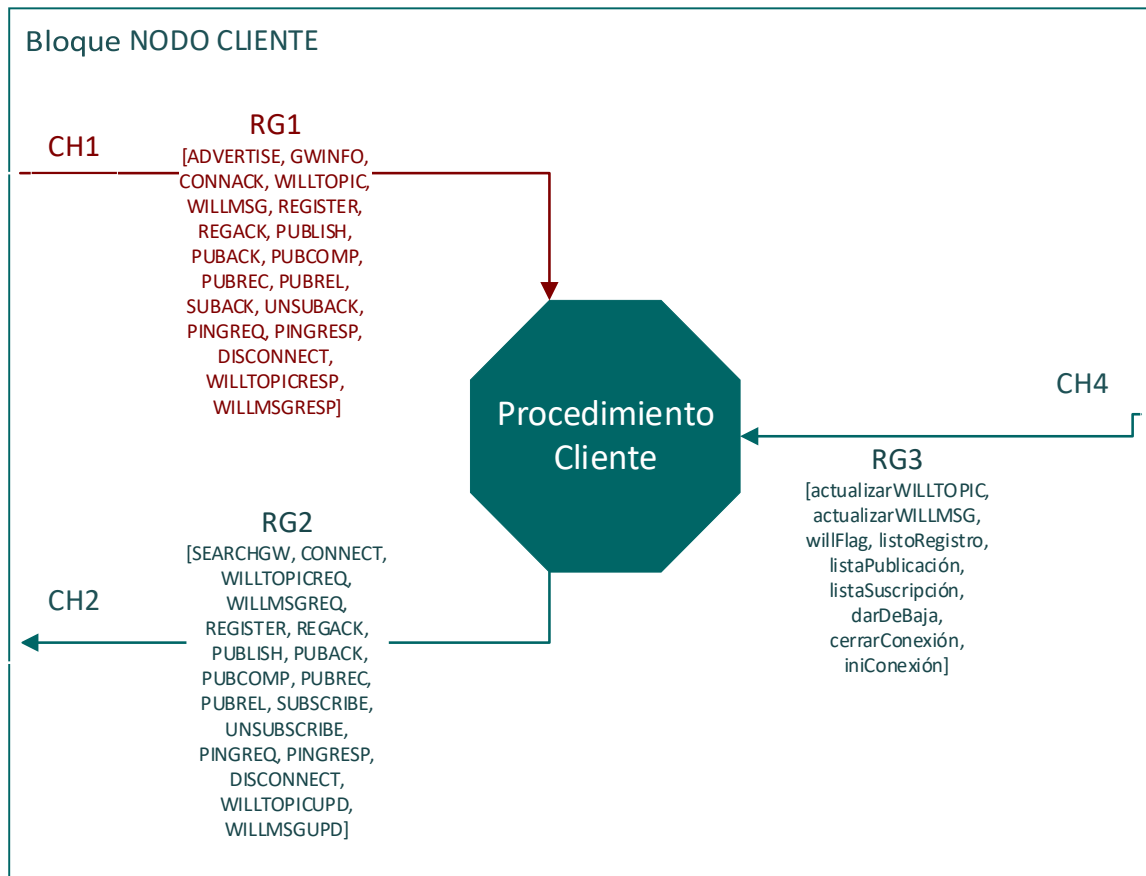 Bloque NODO CLIENTE
CH1
RG1
[ADVERTISE, GWINFO,
CONNACK, WILLTOPIC,
WILLMSG, REGISTER,
REGACK, PUBLISH,
PUBACK, PUBCOMP,
PUBREC, PUBREL,
SUBACK, UNSUBACK,
PINGREQ, PINGRESP,
DISCONNECT,
WILLTOPICRESP,
WILLMSGRESP]
Procedimiento
Cliente
CH4
RG3
[actualizarWILLTOPIC,
actualizarWILLMSG,
willFlag, listoRegistro,
listaPublicación,
listaSuscripción,
darDeBaja,
cerrarConexión,
iniConexión]
CH2
RG2
[SEARCHGW, CONNECT,
WILLTOPICREQ,
WILLMSGREQ,
REGISTER, REGACK,
PUBLISH, PUBACK,
PUBCOMP, PUBREC,
PUBREL, SUBSCRIBE,
UNSUBSCRIBE,
PINGREQ, PINGRESP,
DISCONNECT,
WILLTOPICUPD,
WILLMSGUPD]